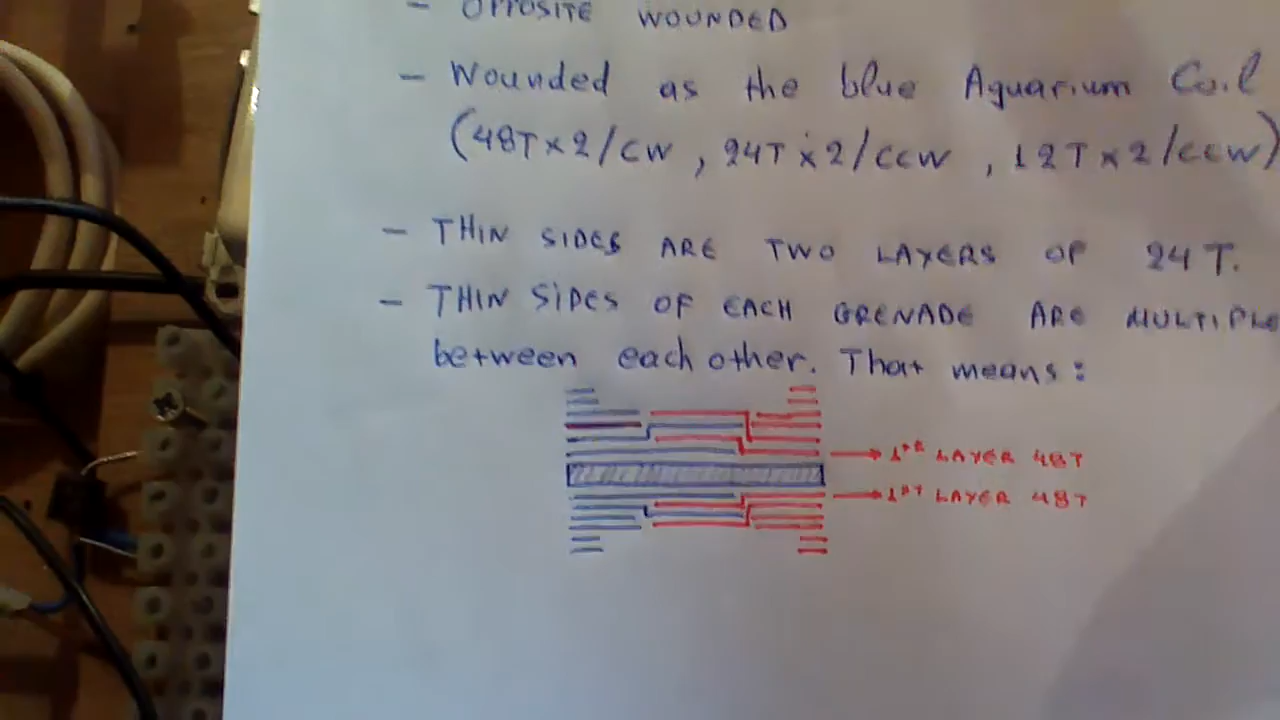 - OPPOSITE WOUNDED
- Wounded as the blue Aquarium Coil
(48T x 2/CW, 24T x 2/CCW, 12T x 2/CCW)
- THIN SIDES ARE TWO LAYERS OF 24T.
- THIN SIDES OF EACH GRENADE ARE MULTIPLE
between each other. That means:
→ 1ST LAYER 48T
→ 1ST LAYER 48T